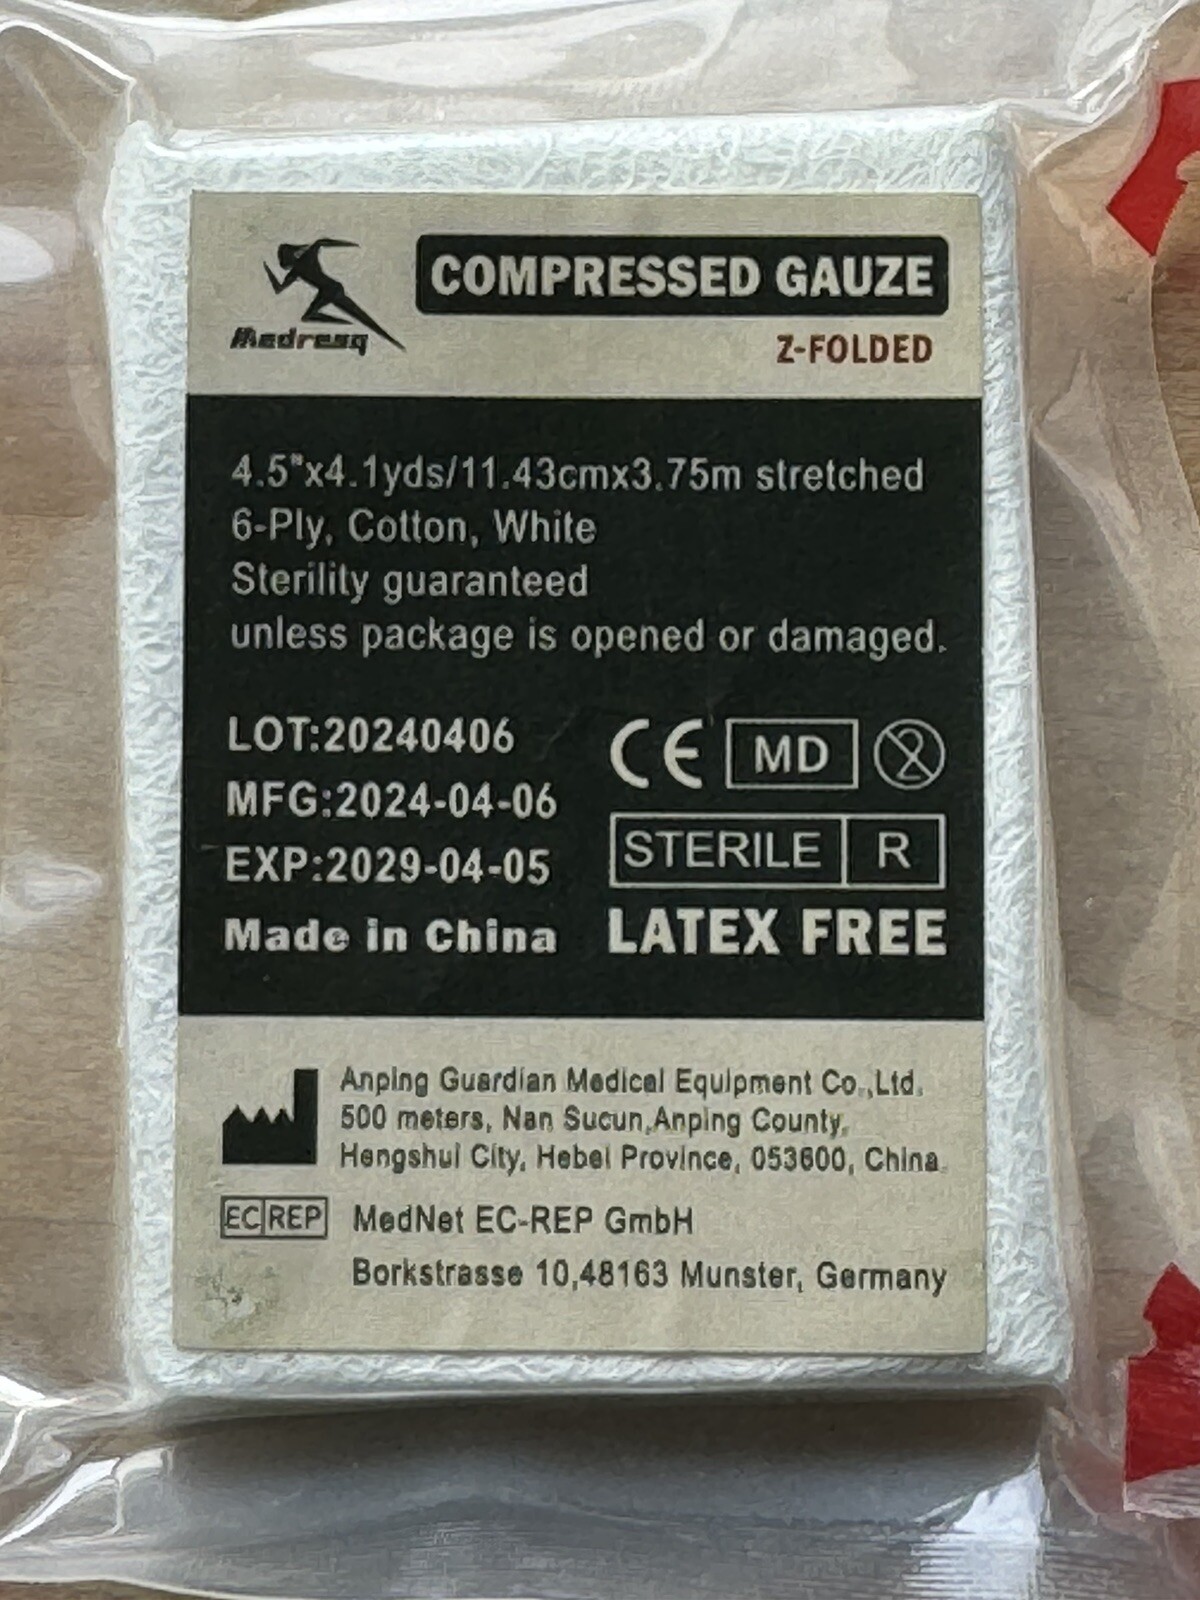 Medresq
COMPRESSED GAUZE
Z-FOLDED
4.5"x4.1yds/11.43cmx3.75m stretched
6-Ply, Cotton, White
Sterility guaranteed
unless package is opened or damaged.
LOT:20240406
MFG:2024-04-06
EXP:2029-04-05
Made in China
CE MD 2
STERILE R
LATEX FREE
Anping Guardian Medical Equipment Co.,Ltd.
500 meters, Nan Sucun,Anping County,
Hengshui City, Hebei Province, 053600, China
EC REP MedNet EC-REP GmbH
Borkstrasse 10,48163 Munster, Germany